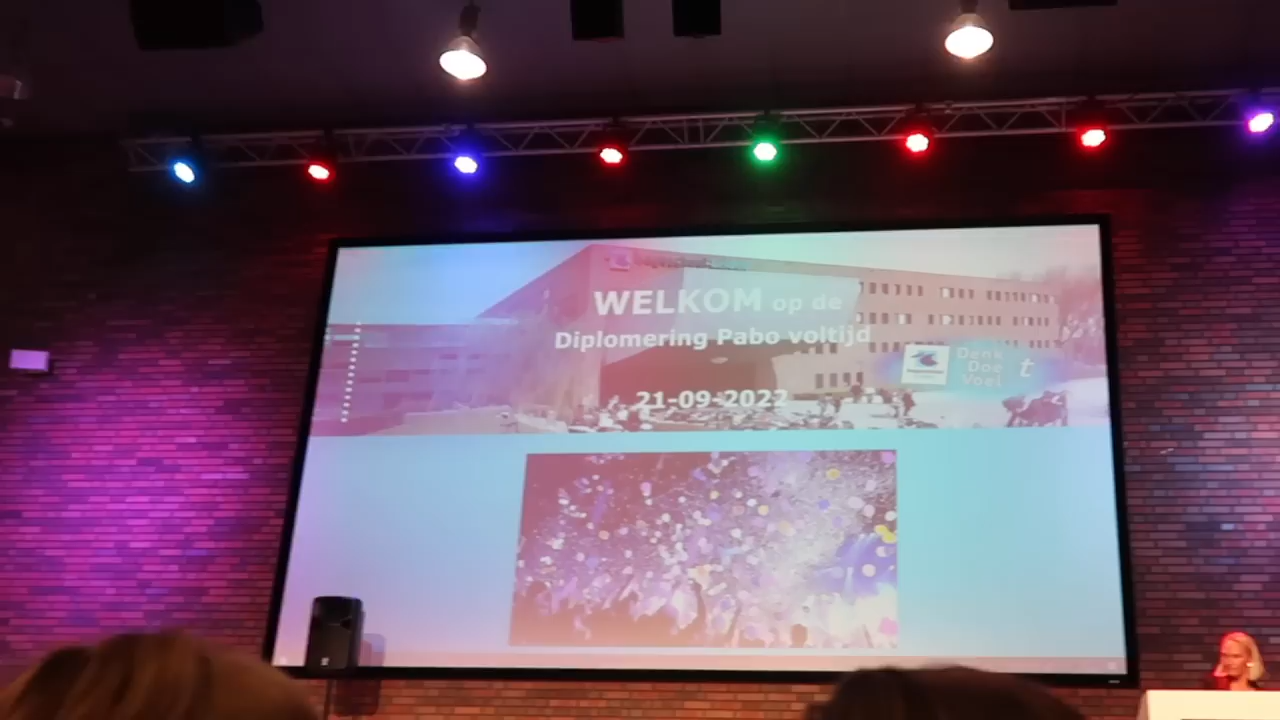 WELKOM op de
Diplomering Pabo voltijd
21-09-2022
Denk
Doe
Voel
t